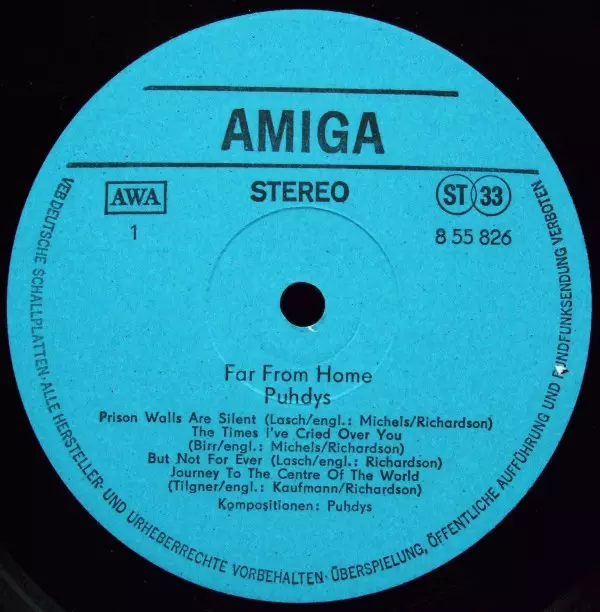 AMIGA
AWA
STEREO
ST 33
1
8 55 826
Far From Home
Puhdys
Prison Walls Are Silent (Lasch/engl.: Michels/Richardson)
The Times I've Cried Over You
(Birr/engl.: Michels/Richardson)
But Not For Ever (Lasch/engl.: Richardson)
Journey To The Centre Of The World
(Tilgner/engl.: Kaufmann/Richardson)
Kompositionen: Puhdys
VEB DEUTSCHE SCHALLPLATTEN · ALLE HERSTELLER- UND URHEBERRECHTE VORBEHALTEN · ÜBERSPIELUNG, ÖFFENTLICHE AUFFÜHRUNG UND RUNDFUNKSENDUNG VERBOTEN